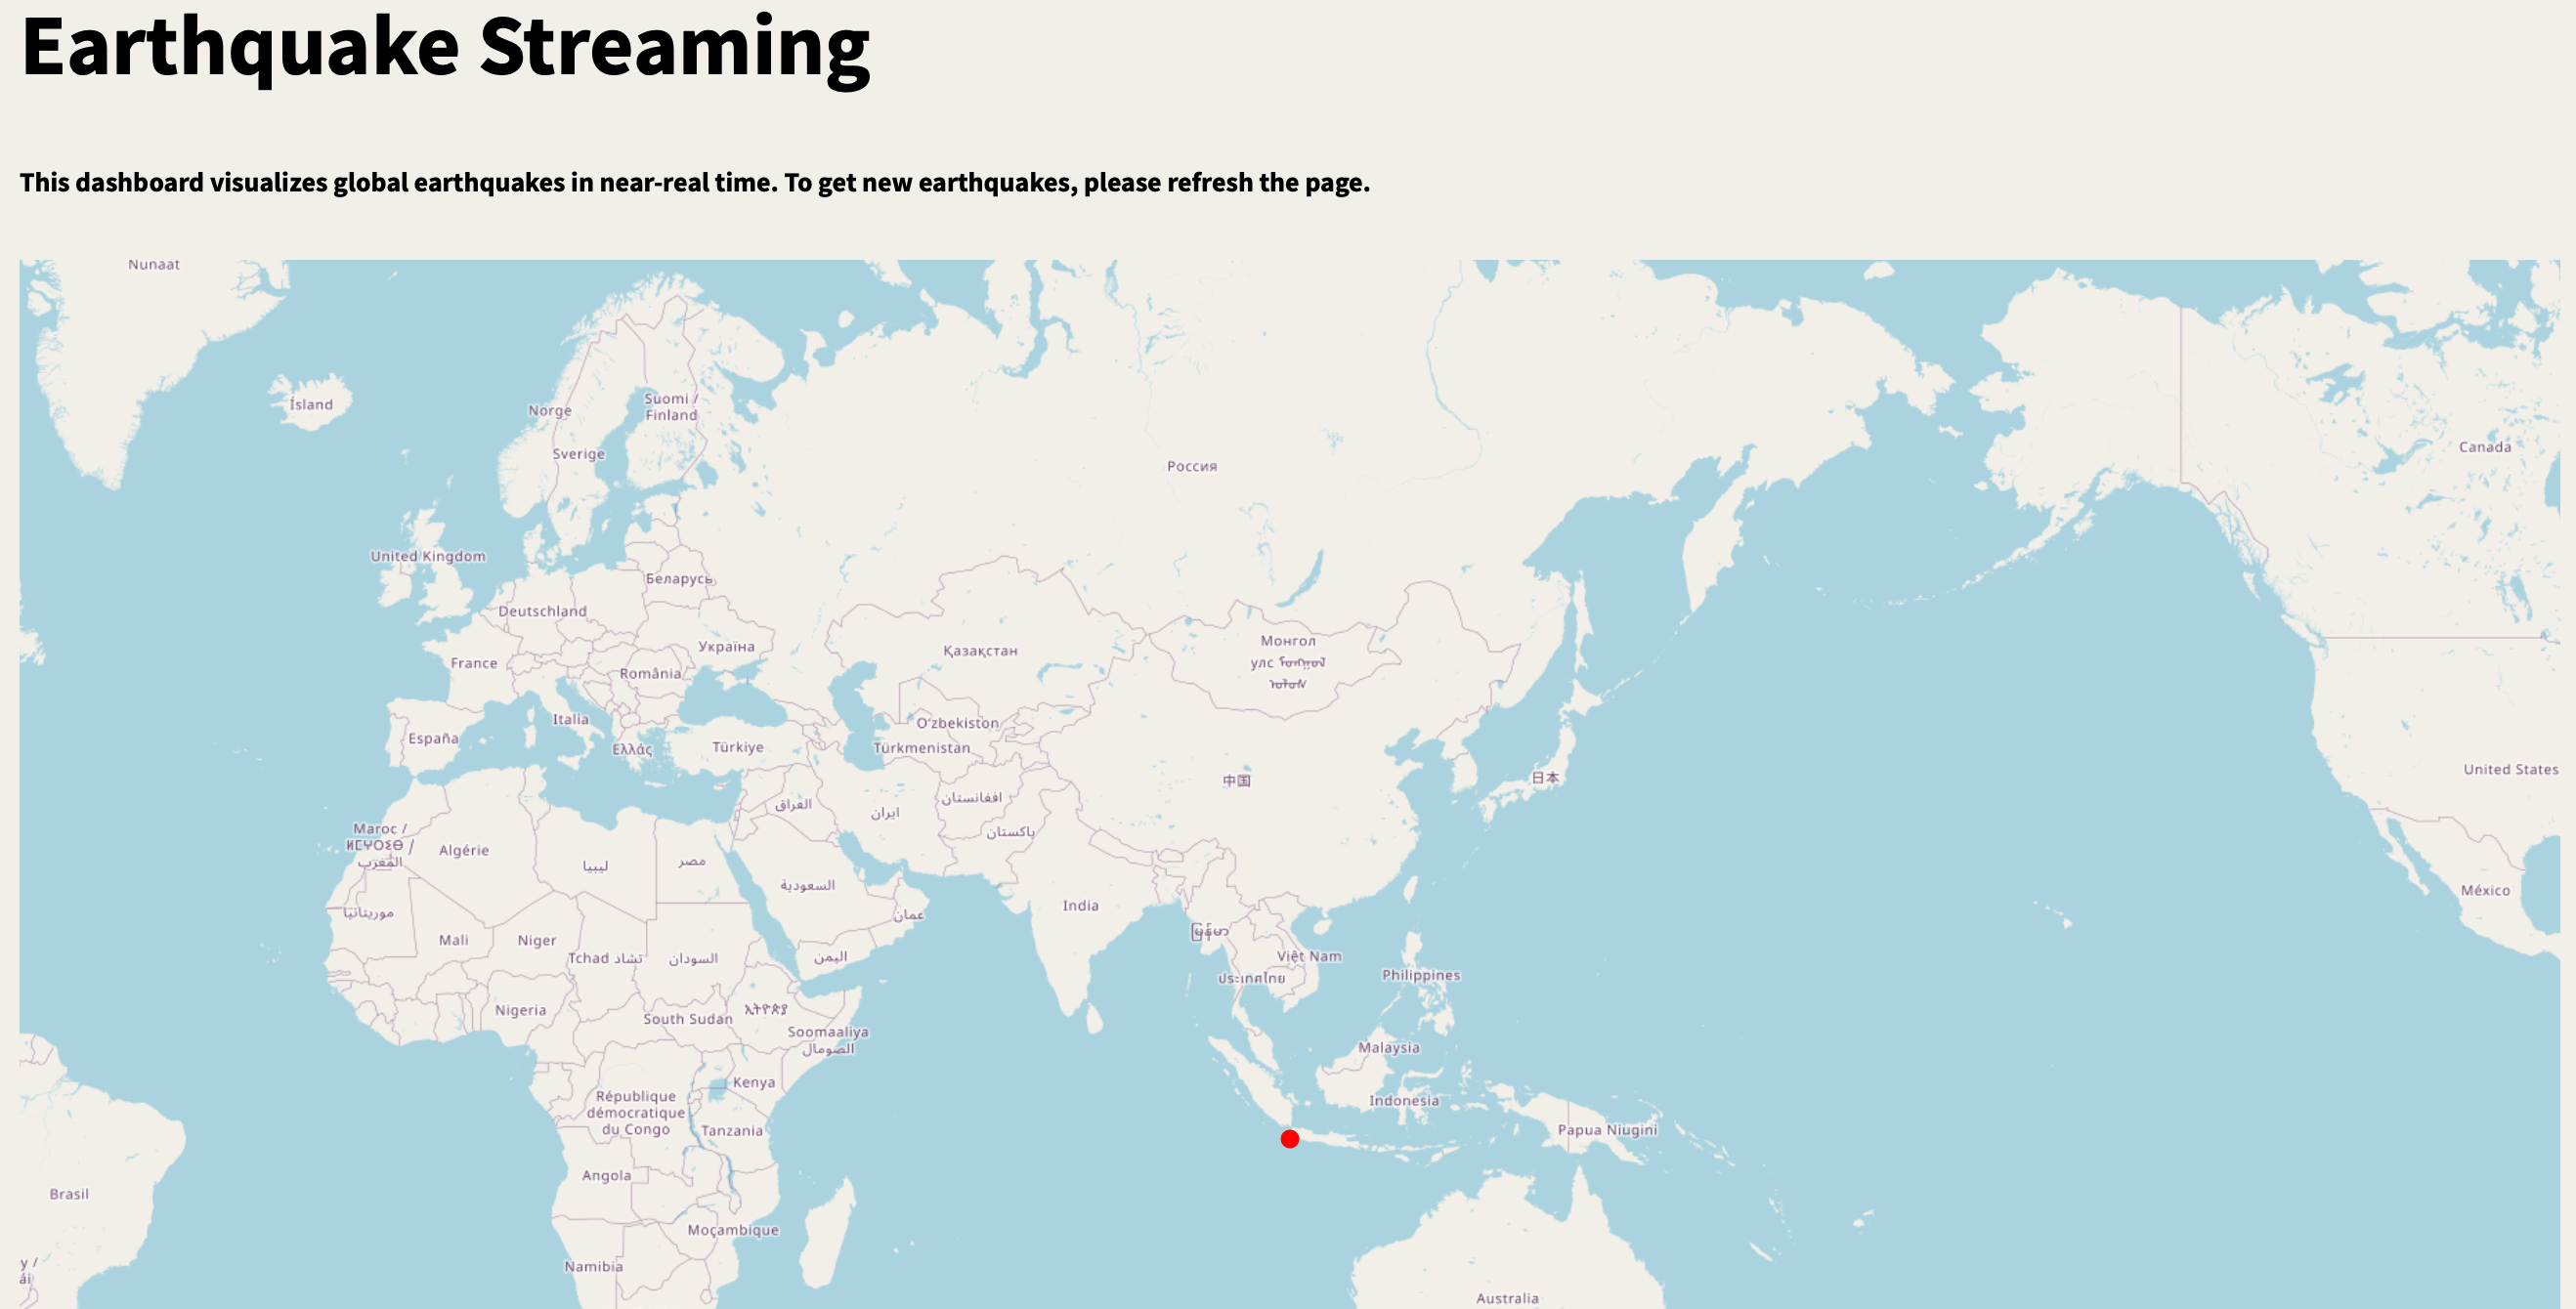 Earthquake Streaming
This dashboard visualizes global earthquakes in near-real time. To get new earthquakes, please refresh the page.
Nunaat
Ísland
Norge
Suomi /
Finland
Sverige
Россия
Canada
United Kingdom
Беларусь
Deutschland
Україна
France
România
Қазақстан
Монгол
улс
Italia
España
Ελλάς
Türkiye
Oʻzbekiston
Türkmenistan
中国
日本
United States
العراق
ایران
افغانستان
پاکستان
Maroc /
ⵍⵎⵖⵔⵉⴱ /
المغرب
Algérie
ليبيا
مصر
السعودية
عمان
India
México
موريتانيا
Mali
Niger
Tchad تشاد
السودان
اليمن
Việt Nam
ประเทศไทย
Philippines
Nigeria
South Sudan
ኢትዮጵያ
Soomaaliya
الصومال
Malaysia
Kenya
République
démocratique
du Congo
Indonesia
Tanzania
Papua Niugini
Angola
Brasil
Moçambique
Namibia
y /
ái
Australia